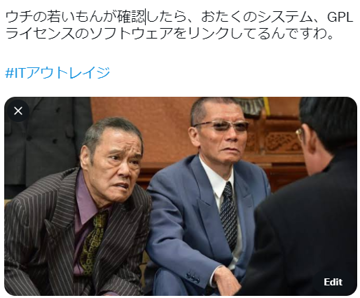 ウチの若いもんが確認したら、おたくのシステム、GPL
ライセンスのソフトウェアをリンクしてるんですわ。
#ITアウトレイジ
Edit